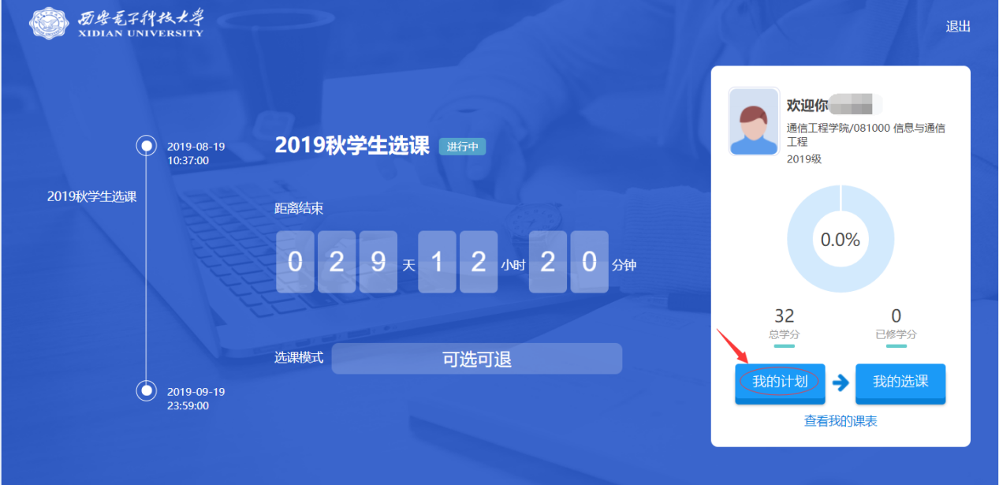 西安电子科技大学
XIDIAN UNIVERSITY
退出
2019-08-19
10:37:00
2019秋学生选课
2019-09-19
23:59:00
2019秋学生选课 进行中
距离结束
0 2 9 天 1 2 小时 2 0 分钟
选课模式 可选可退
欢迎你
通信工程学院/081000 信息与通信
工程
2019级
0.0%
32 0
总学分 已修学分
我的计划 我的选课
查看我的课表